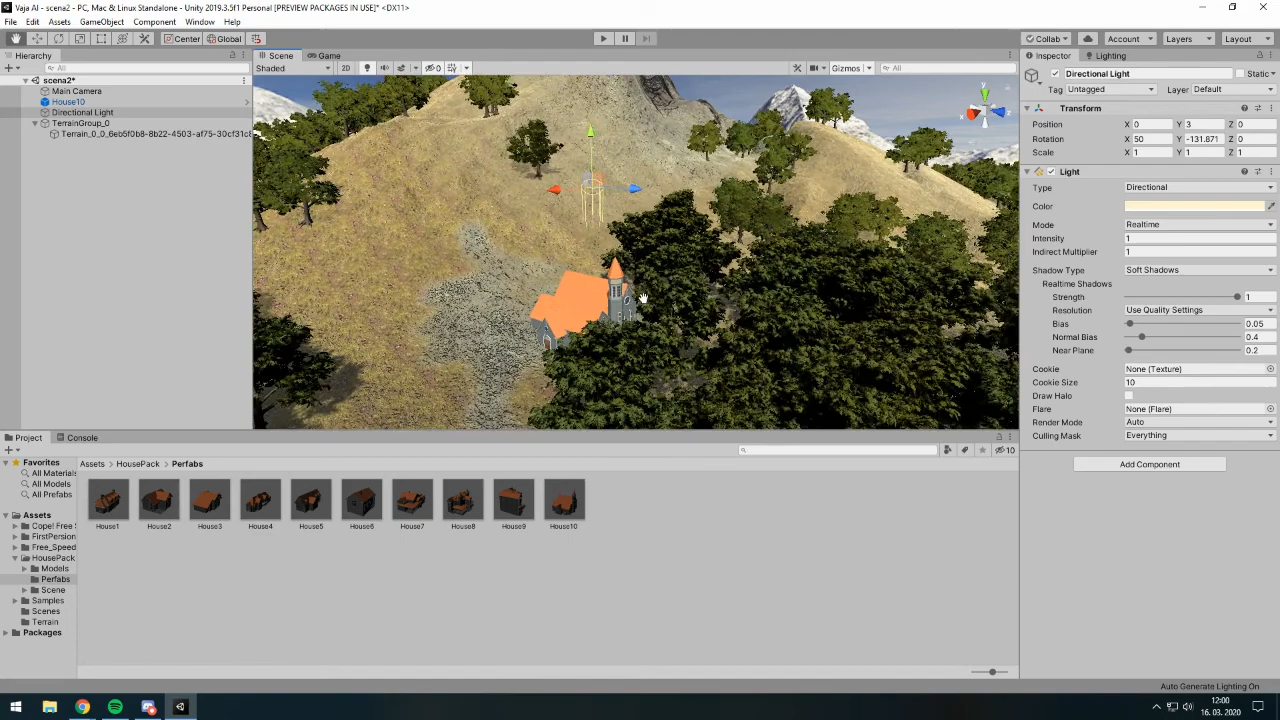 Vaja AI - scena2 - PC, Mac & Linux Standalone - Unity 2019.3.5f1 Personal [PREVIEW PACKAGES IN USE]* <DX11>
File Edit Assets GameObject Component Window Help
Center Global Collab Account Layers Layout
Hierarchy Scene Game Inspector Lighting
All Shaded 2D 0 Gizmos All Directional Light Static
scena2* Tag Untagged Layer Default
Main Camera
House10 Transform
Directional Light
TerrainGroup_0 Position X 0 Y 3 Z 0
Terrain_0_0_6eb5f0b8-8b22-4503-af75-30cf31c8 Rotation X 50 Y -131.871 Z 0
Scale X 1 Y 1 Z 1
Light
Type Directional
Color
Mode Realtime
Intensity 1
Indirect Multiplier 1
Shadow Type Soft Shadows
Realtime Shadows
Strength 1
Resolution Use Quality Settings
Bias 0.05
Normal Bias 0.4
Near Plane 0.2
Cookie None (Texture)
Cookie Size 10
Draw Halo
Flare None (Flare)
Render Mode Auto
Culling Mask Everything
Add Component
Project Console
10
Favorites Assets > HousePack > Perfabs
All Materials
All Models
All Prefabs
Assets
Copel Free S
FirstPersion
Free_Speed
HousePack
Models
Perfabs
Scene
Samples
Scenes
Terrain
Packages
House1 House2 House3 House4 House5 House6 House7 House8 House9 House10
Auto Generate Lighting On
12:00
16. 03. 2020